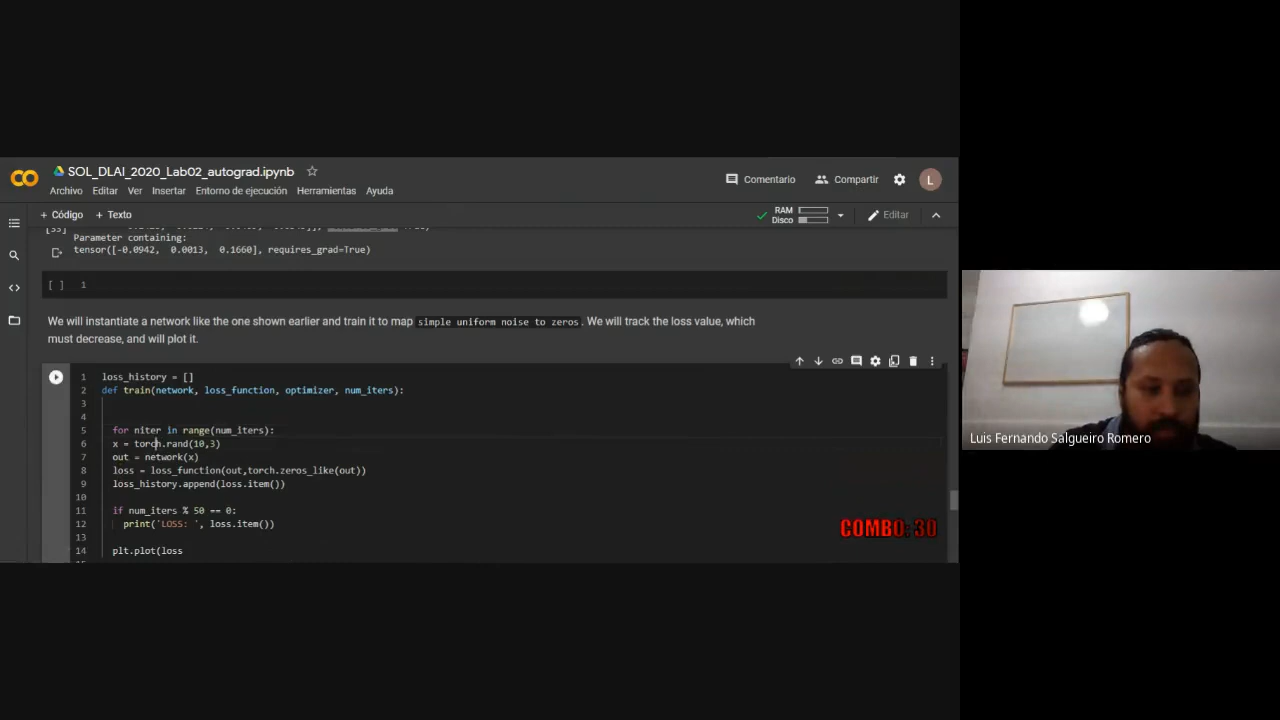 SOL_DLAI_2020_Lab02_autograd.ipynb
Archivo Editar Ver Insertar Entorno de ejecución Herramientas Ayuda
Comentario Compartir L
+ Código + Texto
RAM
Disco
Editar
[33]
Parameter containing:
tensor([-0.0942, 0.0013, 0.1660], requires_grad=True)
[ ] 1
We will instantiate a network like the one shown earlier and train it to map simple uniform noise to zeros. We will track the loss value, which
must decrease, and will plot it.
1 loss_history = []
2 def train(network, loss_function, optimizer, num_iters):
3
4
5 for niter in range(num_iters):
6 x = torch.rand(10,3)
7 out = network(x)
8 loss = loss_function(out,torch.zeros_like(out))
9 loss_history.append(loss.item())
10
11 if num_iters % 50 == 0:
12 print('LOSS: ', loss.item())
13
14 plt.plot(loss
COMBO: 30
Luis Fernando Salgueiro Romero